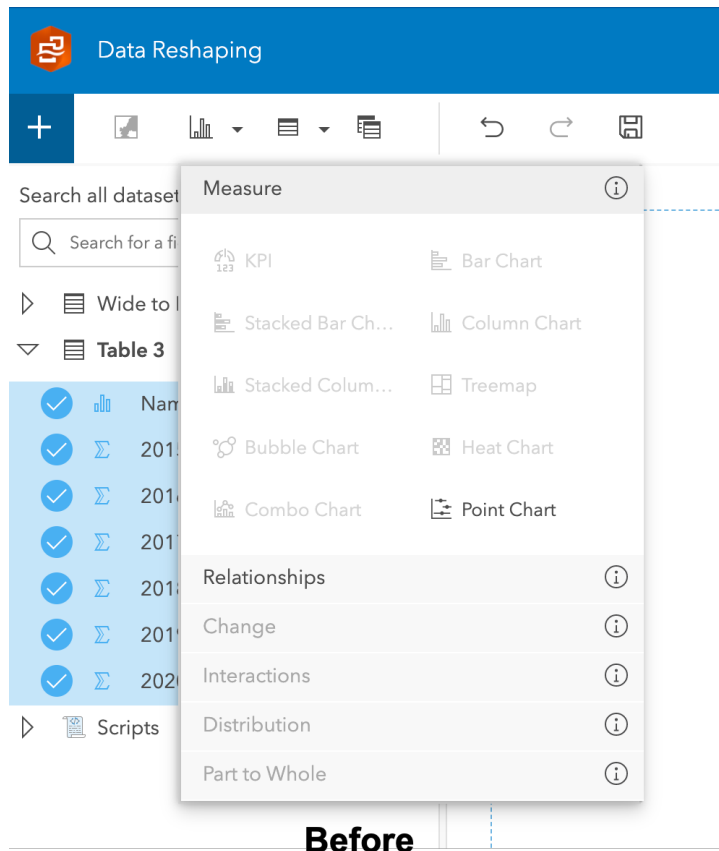 Data Reshaping
Search all dataset
Search for a fi
Wide to
Table 3
Nam
201
201
201
201
201
202
Scripts
Measure
123
KPI
Bar Chart
Stacked Bar Ch...
Column Chart
Stacked Colum...
Treemap
Bubble Chart
Heat Chart
Combo Chart
Point Chart
Relationships
Change
Interactions
Distribution
Part to Whole
Before